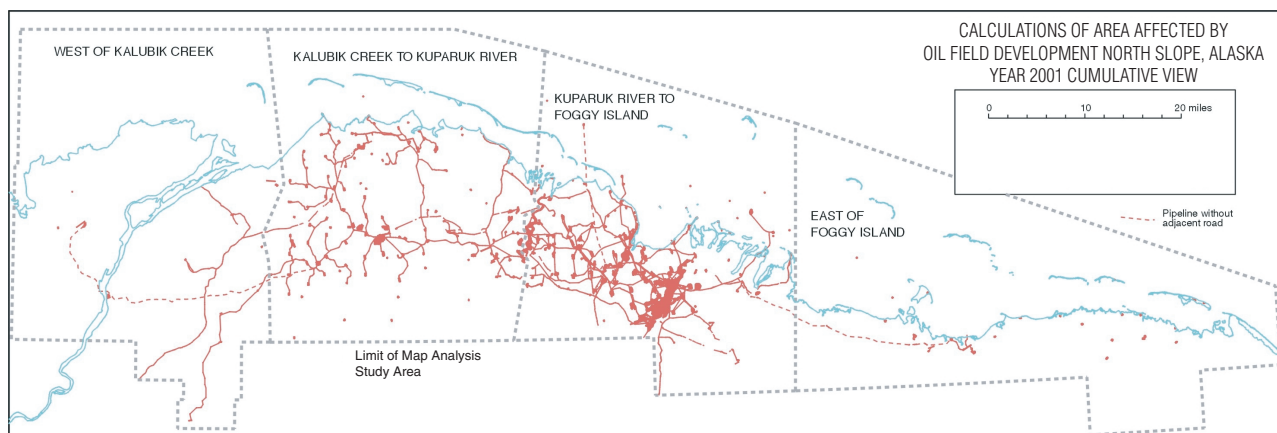 CALCULATIONS OF AREA AFFECTED BY
OIL FIELD DEVELOPMENT NORTH SLOPE, ALASKA
YEAR 2001 CUMULATIVE VIEW
WEST OF KALUBIK CREEK
KALUBIK CREEK TO KUPARUK RIVER
KUPARUK RIVER TO
FOGGY ISLAND
0 10 20 miles
EAST OF
FOGGY ISLAND
Pipeline without
adjacent road
Limit of Map Analysis
Study Area